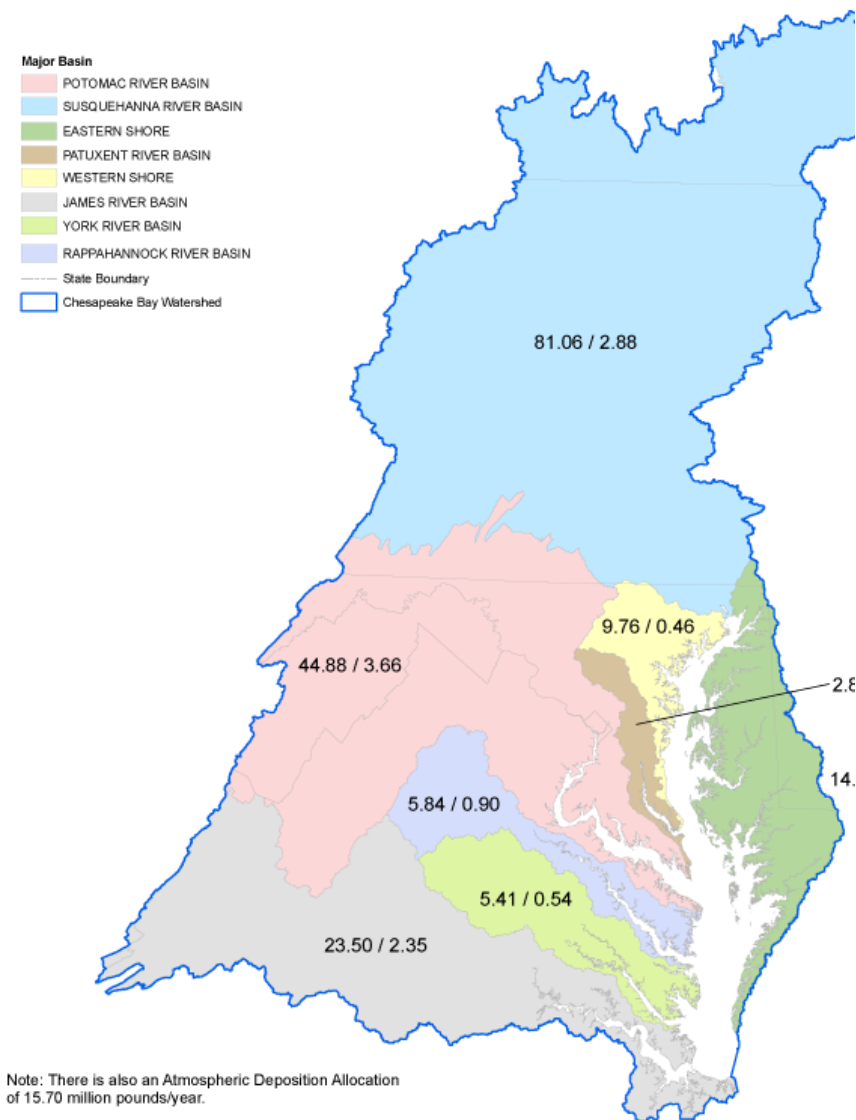 Major Basin
POTOMAC RIVER BASIN
SUSQUEHANNA RIVER BASIN
EASTERN SHORE
PATUXENT RIVER BASIN
WESTERN SHORE
JAMES RIVER BASIN
YORK RIVER BASIN
RAPPAHANNOCK RIVER BASIN
State Boundary
Chesapeake Bay Watershed
81.06 / 2.88
9.76 / 0.46
44.88 / 3.66
2.8
14.
5.84 / 0.90
5.41 / 0.54
23.50 / 2.35
Note: There is also an Atmospheric Deposition Allocation
of 15.70 million pounds/year.